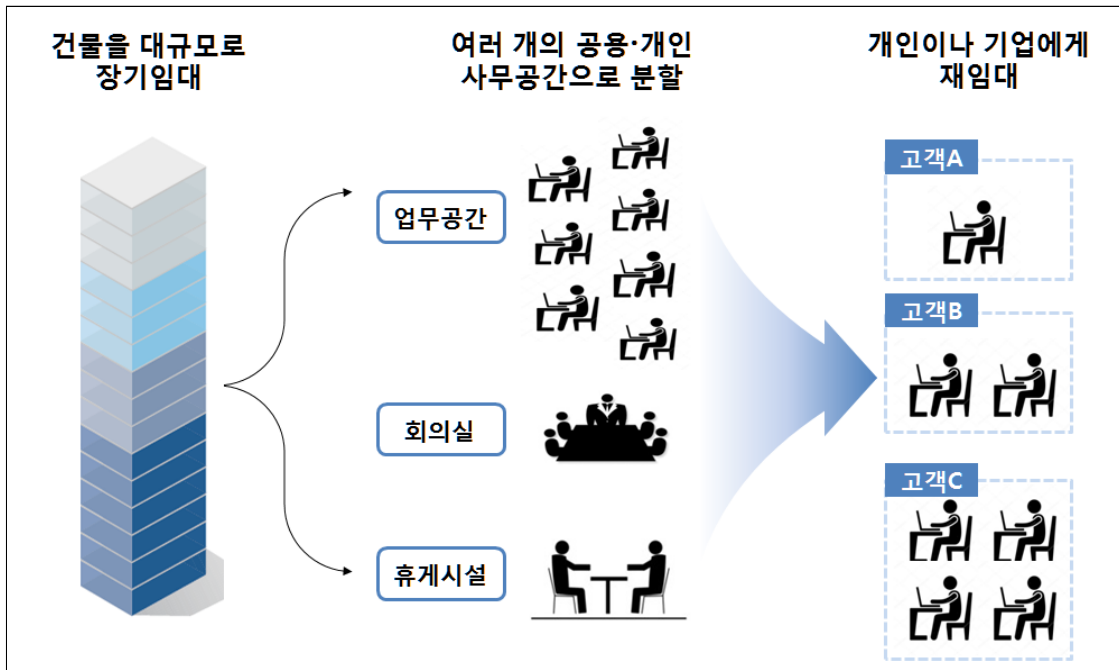 건물을 대규모로
장기임대
여러 개의 공용·개인
사무공간으로 분할
개인이나 기업에게
재임대
업무공간
회의실
휴게시설
고객A
고객B
고객C